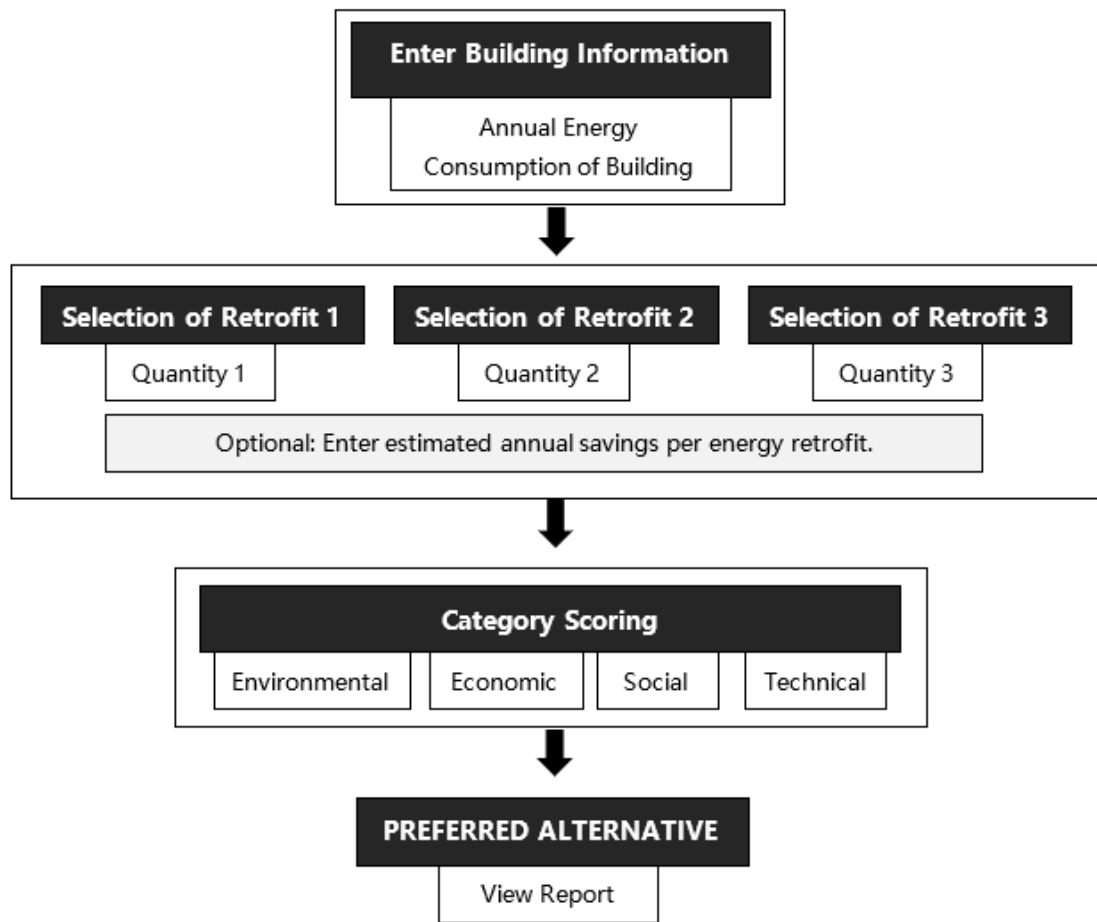 Enter Building Information
Annual Energy
Consumption of Building
Selection of Retrofit 1
Selection of Retrofit 2
Selection of Retrofit 3
Quantity 1
Quantity 2
Quantity 3
Optional: Enter estimated annual savings per energy retrofit.
Category Scoring
Environmental
Economic
Social
Technical
PREFERRED ALTERNATIVE
View Report